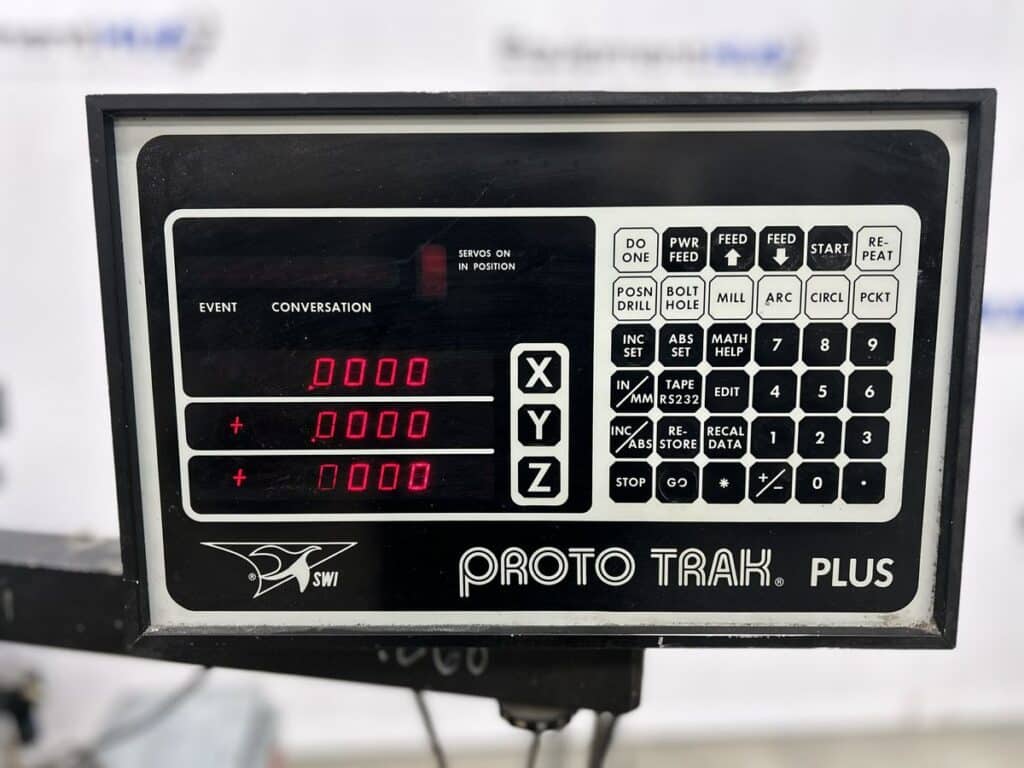 EquipmentHub
EquipmentHub
SERVOS ON
IN POSITION
EVENT CONVERSATION
.0000 X
+ .0000 Y
+ 0000 Z
DO ONE PWR FEED FEED ↑ FEED ↓ START RE-PEAT
POSN DRILL BOLT HOLE MILL ARC CIRCL PCKT
INC SET ABS SET MATH HELP 7 8 9
IN/MM TAPE RS232 EDIT 4 5 6
INC/ABS RE-STORE RECAL DATA 1 2 3
STOP GO * +/- 0 .
® SWI PROTO TRAK® PLUS